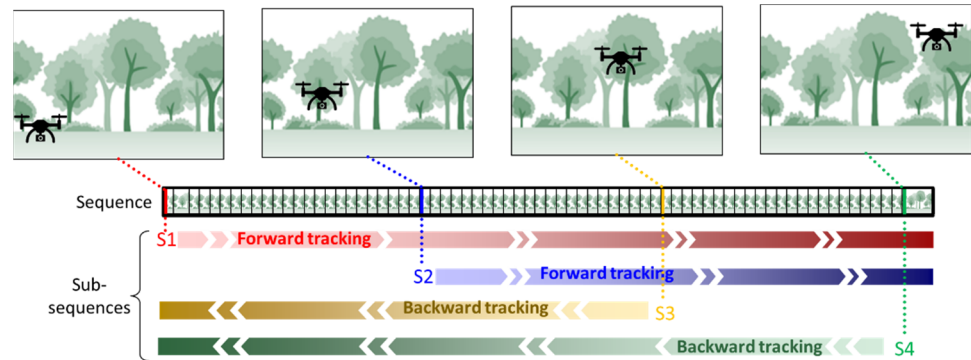 Sequence
S1
Forward tracking
S2
Forward tracking
Sub-
sequences
Backward tracking
S3
Backward tracking
S4